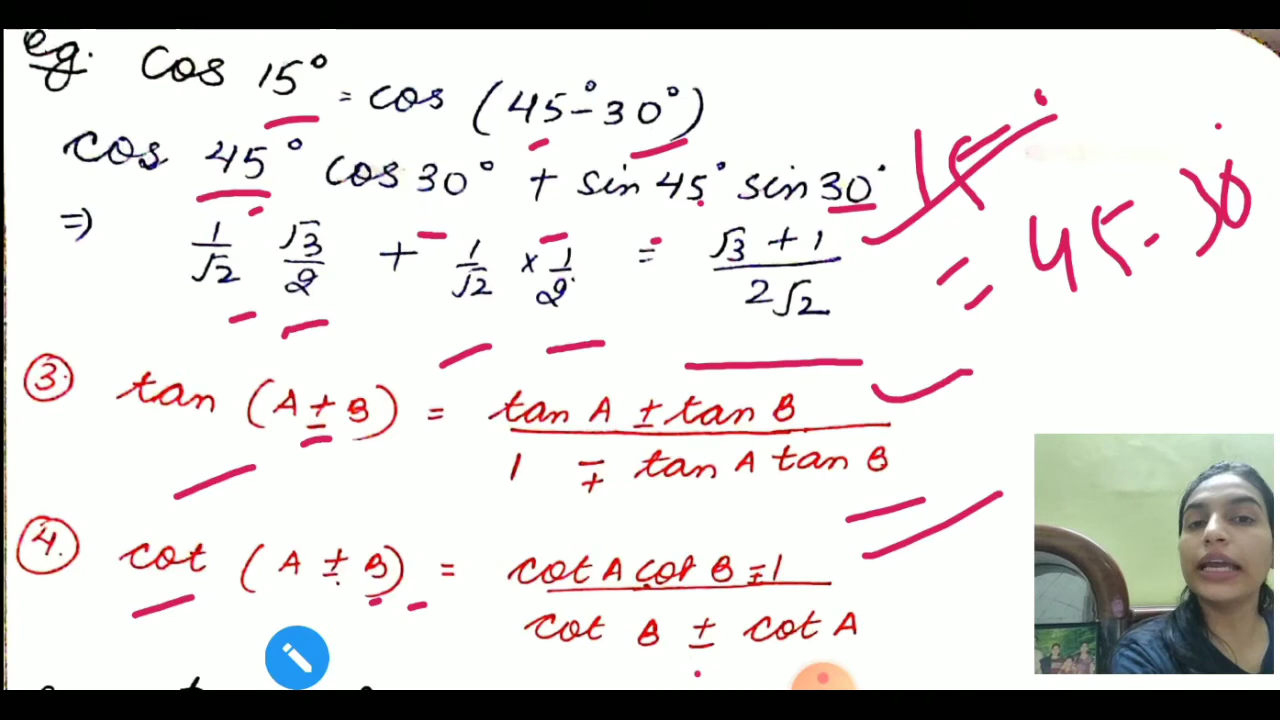 eg. cos 15° = cos (45° - 30°)
cos 45° cos 30° + sin 45° sin 30°
⇒ 1/√2 √3/2 + 1/√2 × 1/2 = √3 + 1 / 2√2
15°
= 45 - 30°
③ tan (A ± B) = tan A ± tan B / 1 ∓ tan A tan B
④ cot (A ± B) = cot A cot B ∓ 1 / cot B ± cot A